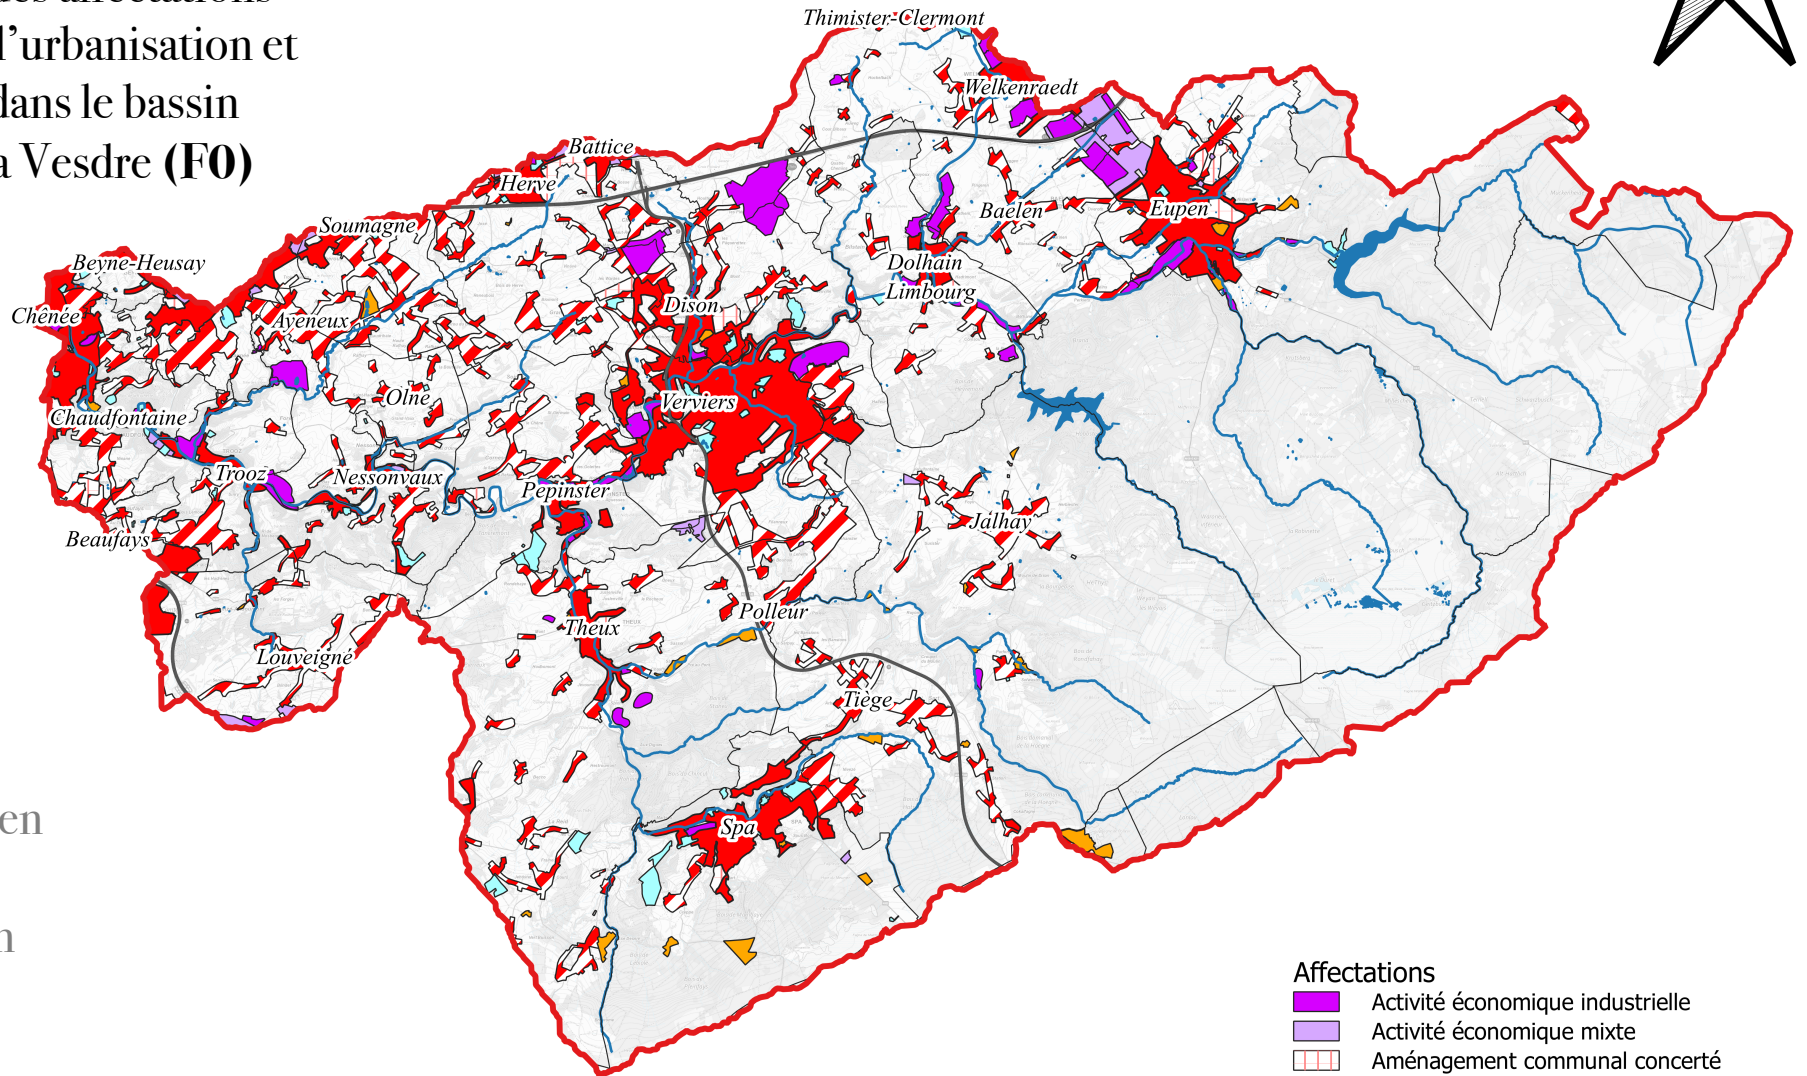 des affectations
l'urbanisation et
dans le bassin
a Vesdre (F0)
Thimister-Clermont
Welkenraedt
Battice
Herve
Soumagne
Baelen
Eupen
Beyne-Heusay
Dolhain
Limbourg
Chênée
Ayeneux
Dison
Olne
Verviers
Chaudfontaine
Trooz
Nessonvaux
Pepinster
Jalhay
Beaufays
Polleur
Theux
Louveigné
Tiège
Spa
en
n
Affectations
Activité économique industrielle
Activité économique mixte
Aménagement communal concerté